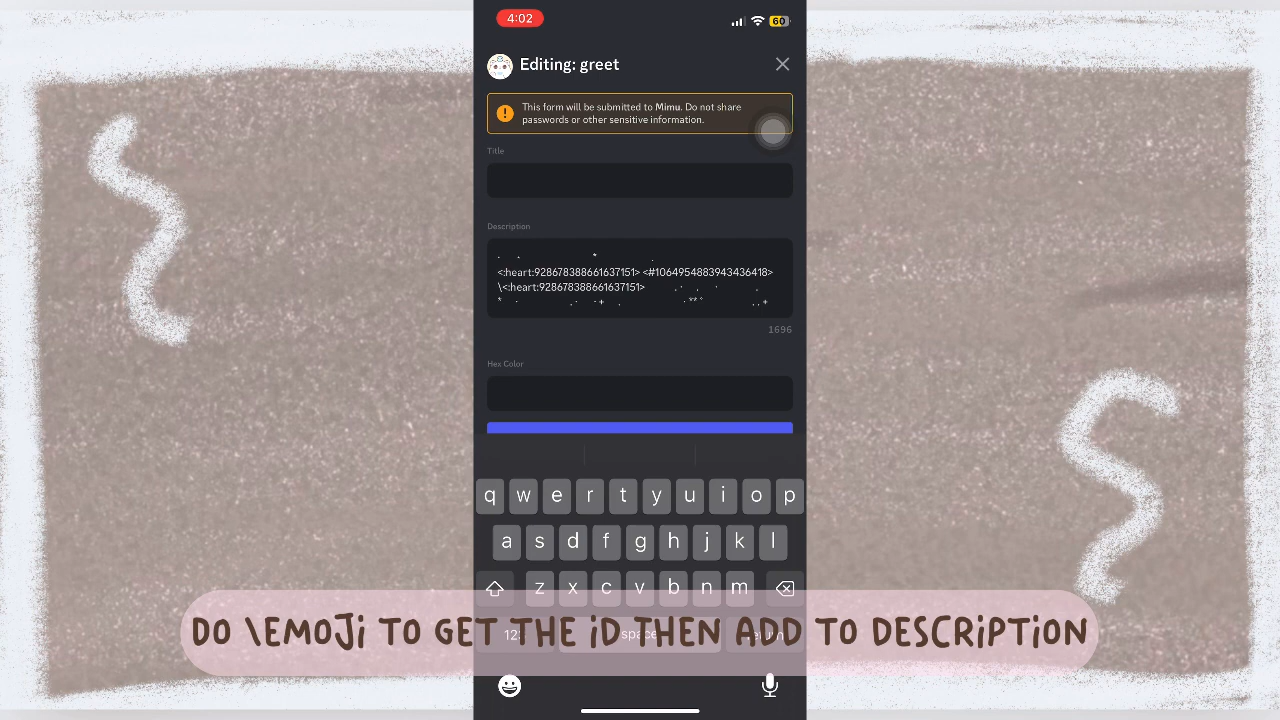 4:02
60
Editing: greet
This form will be submitted to Mimu. Do not share
passwords or other sensitive information.
Title
Description
<:heart:928678388661637151> <#1064954883943436418>
\<:heart:928678388661637151>
1696
Hex Color
q w e r t y u i o p
a s d f g h j k l
z x c v b n m
space
DO \EMOJI TO GET THE ID THEN ADD TO DESCRIPTION